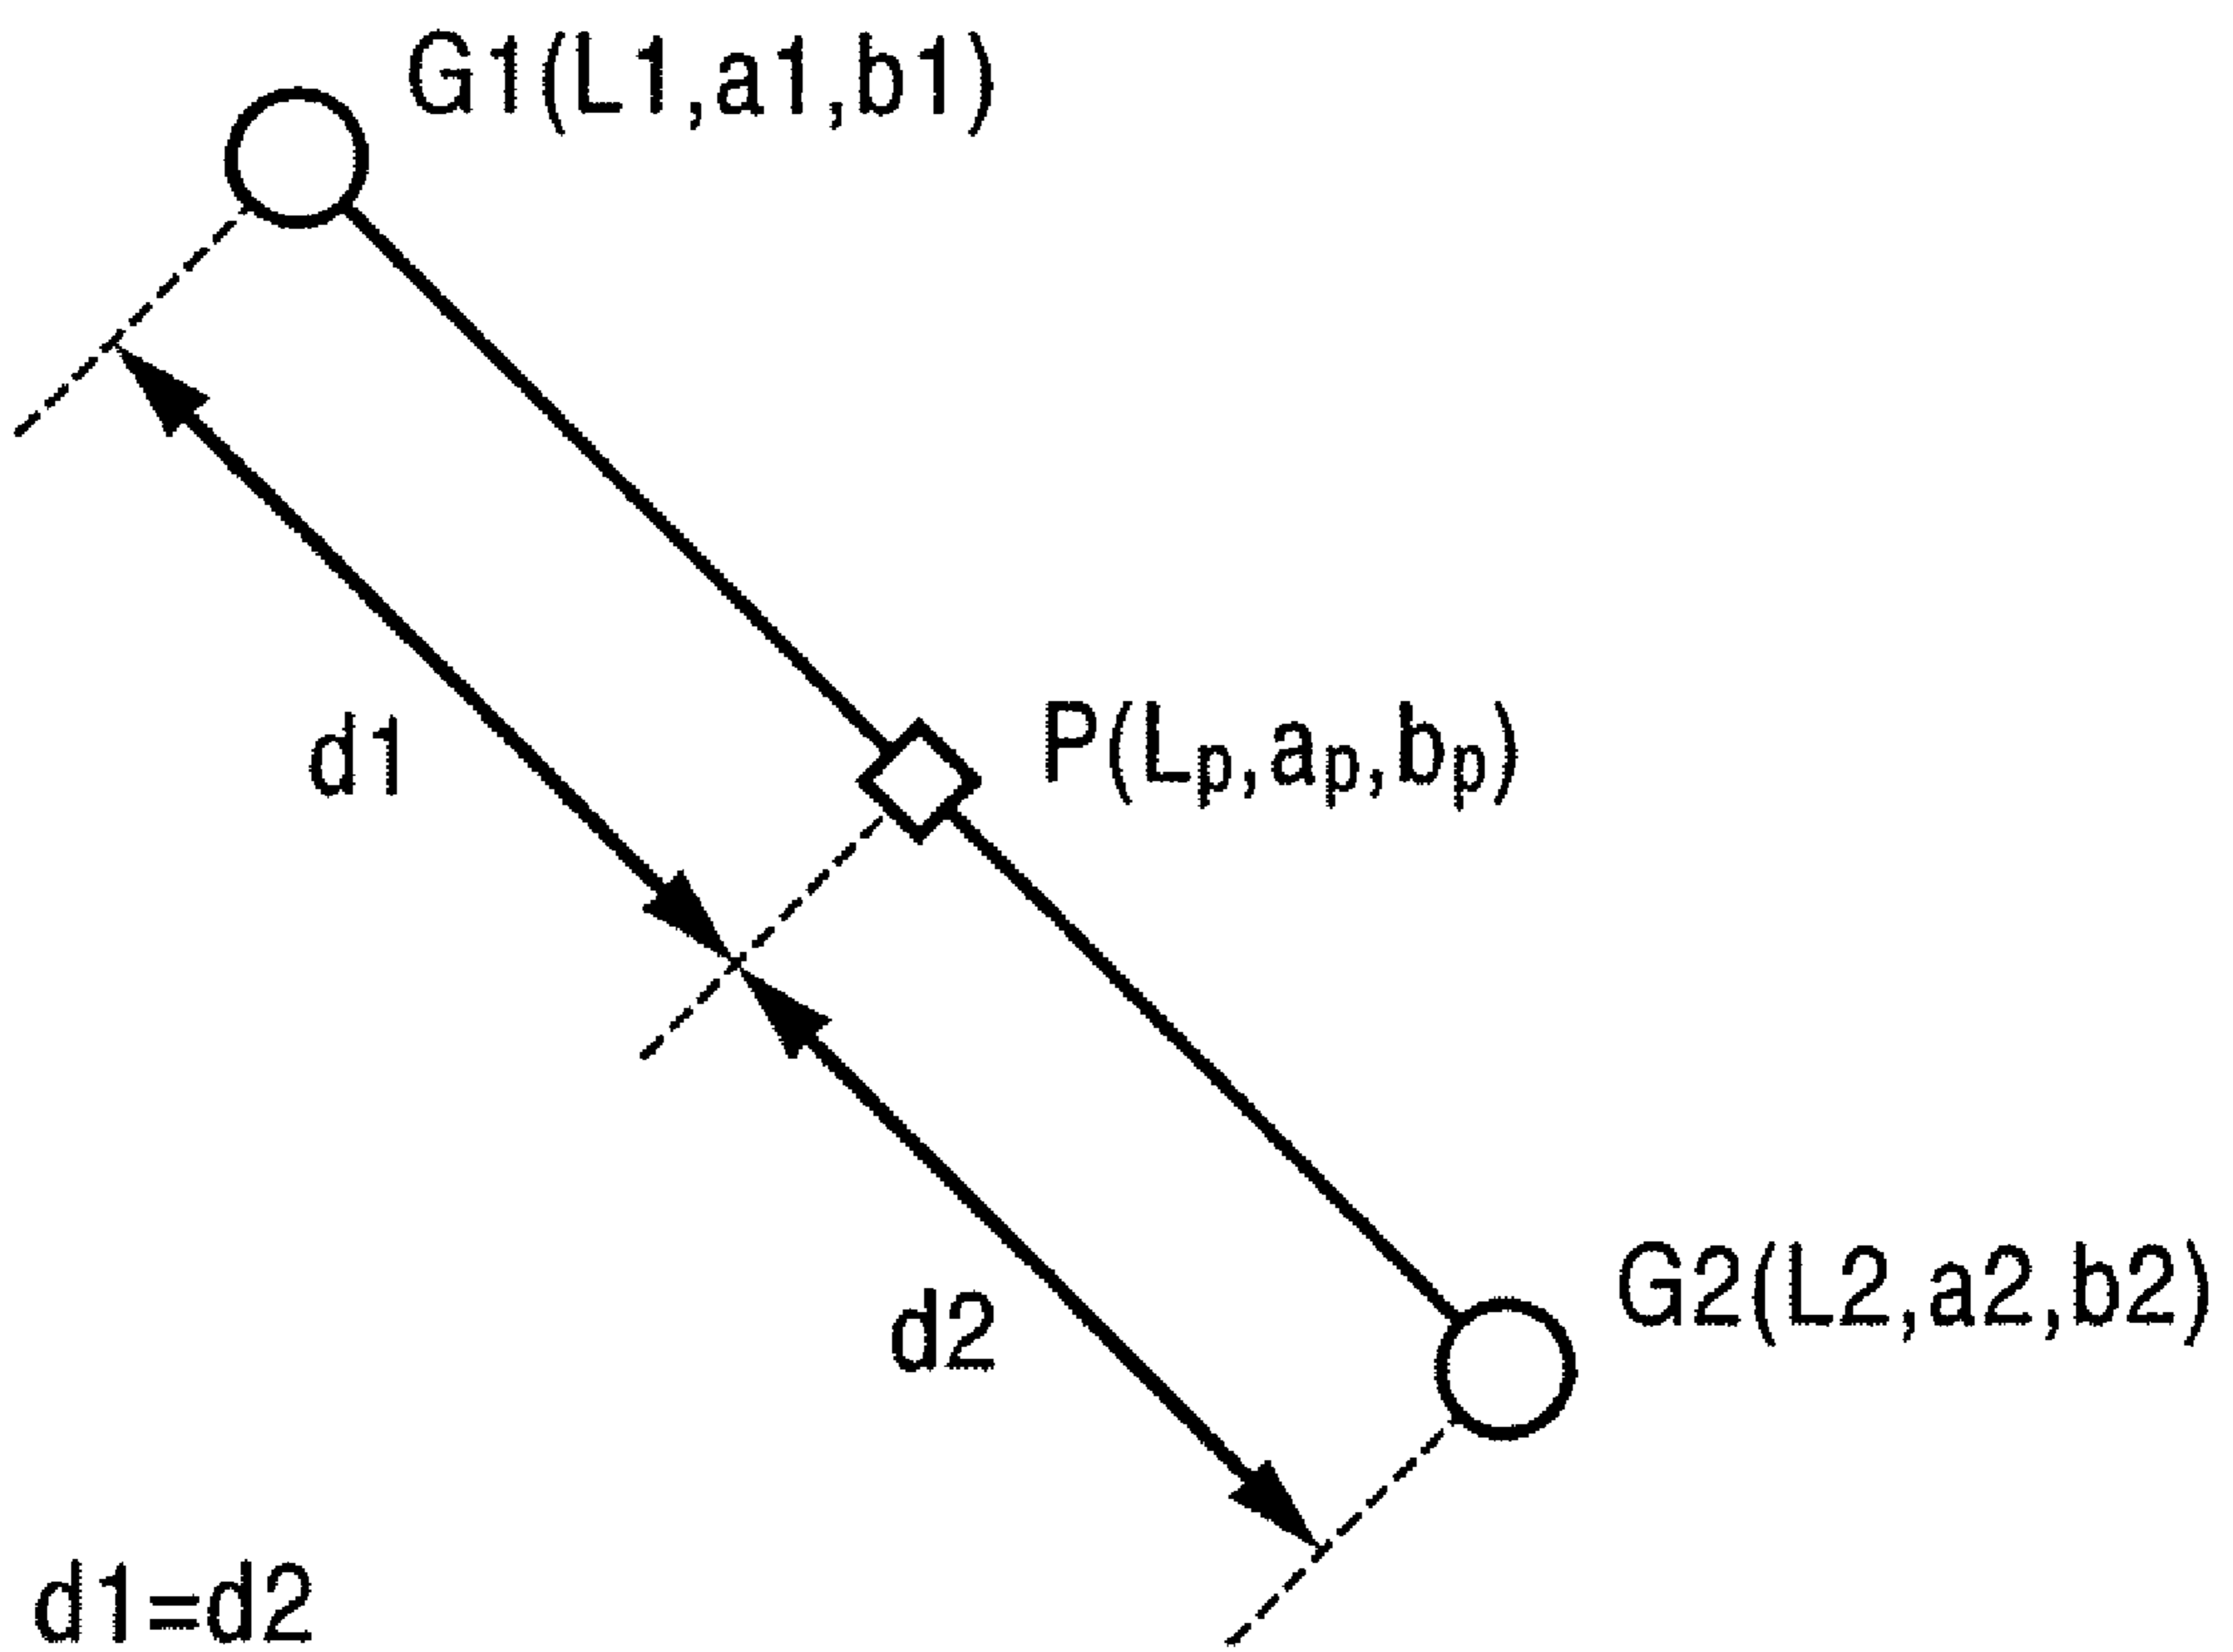 G1(L1,a1,b1)
d1
P(Lp,ap,bp)
d2
G2(L2,a2,b2)
d1=d2